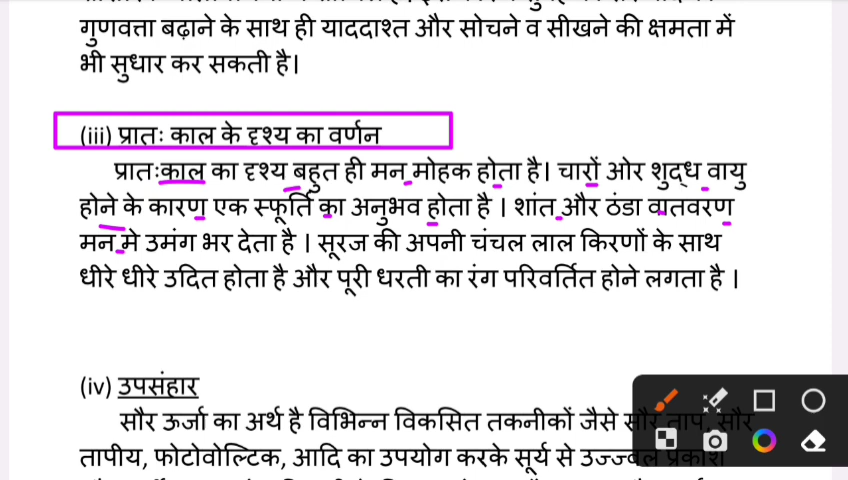 गुणवत्ता बढ़ाने के साथ ही याददाश्त और सोचने व सीखने की क्षमता में
भी सुधार कर सकती है।
(iii) प्रातः काल के दृश्य का वर्णन
प्रातःकाल का दृश्य बहुत ही मन मोहक होता है। चारों ओर शुद्ध वायु
होने के कारण एक स्फूर्ति का अनुभव होता है । शांत और ठंडा वातवरण
मन मे उमंग भर देता है । सूरज की अपनी चंचल लाल किरणों के साथ
धीरे धीरे उदित होता है और पूरी धरती का रंग परिवर्तित होने लगता है ।
(iv) उपसंहार
सौर ऊर्जा का अर्थ है विभिन्न विकसित तकनीकों जैसे सौर ताप, सौर
तापीय, फोटोवोल्टिक, आदि का उपयोग करके सूर्य से उज्ज्वल प्रकाश